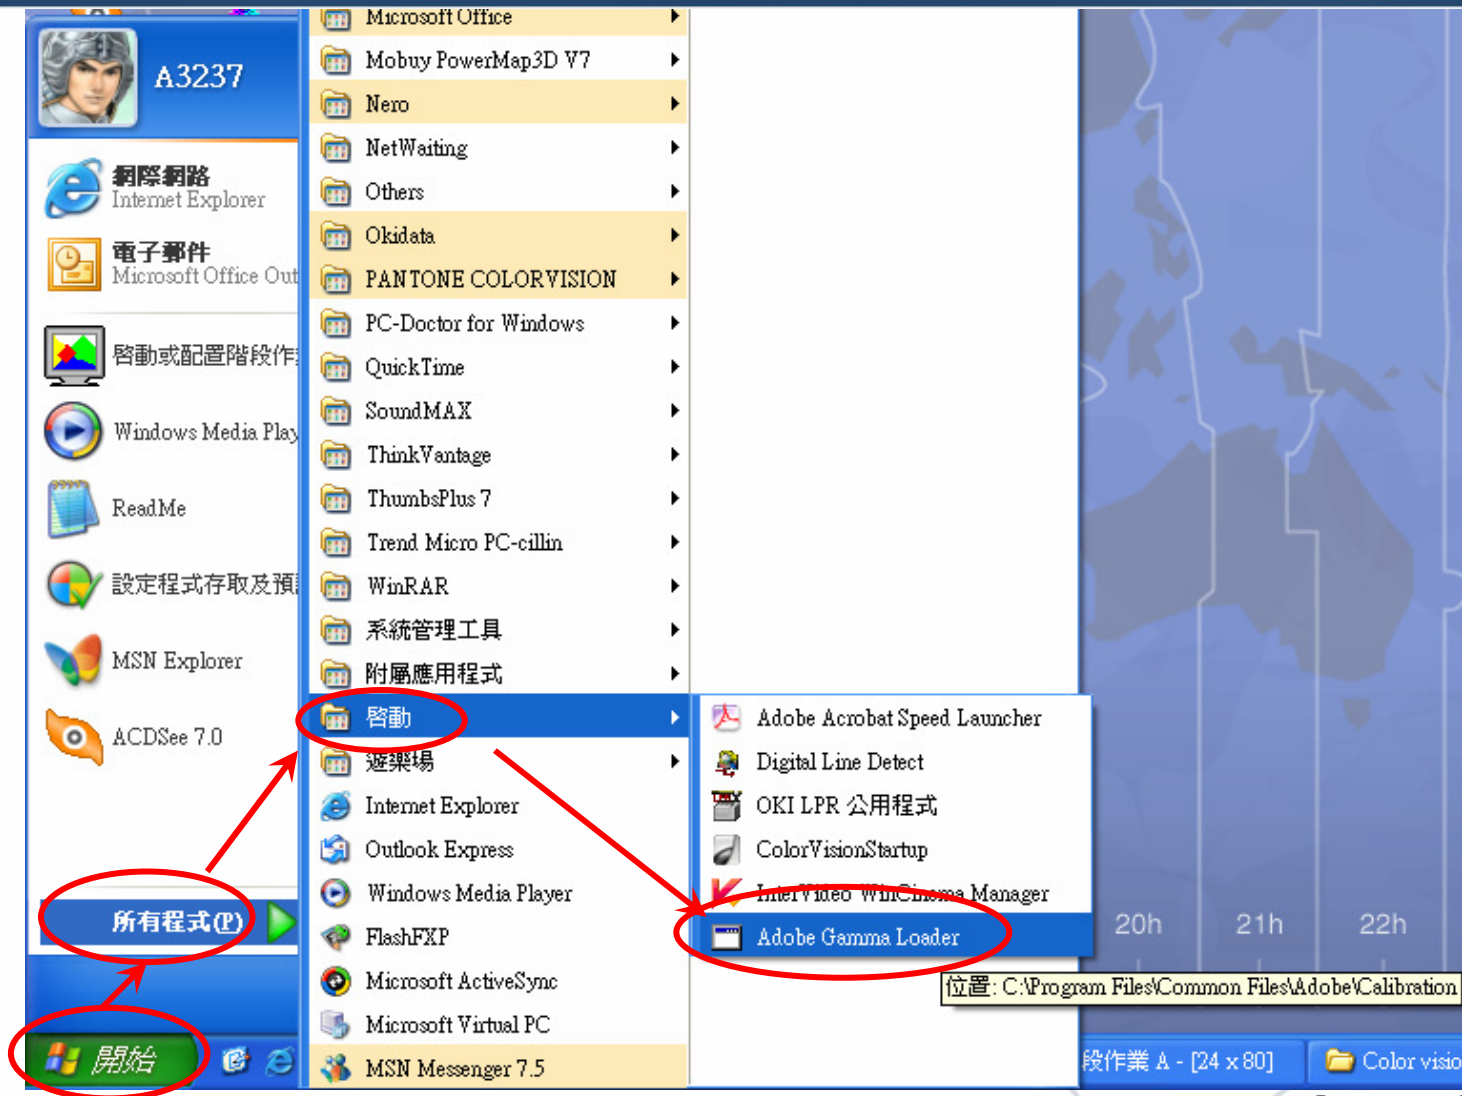 A3237
網際網路
Internet Explorer
電子郵件
Microsoft Office Out
啓動或配置階段作
Windows Media Play
ReadMe
設定程式存取及預
MSN Explorer
ACDSee 7.0
所有程式(P)
開始
Microsoft Office
Mobuy PowerMap3D V7
Nero
NetWaiting
Others
Okidata
PANTONE COLORVISION
PC-Doctor for Windows
QuickTime
SoundMAX
ThinkVantage
ThumbsPlus 7
Trend Micro PC-cillin
WinRAR
系統管理工具
附屬應用程式
啓動
遊樂場
Internet Explorer
Outlook Express
Windows Media Player
FlashFXP
Microsoft ActiveSync
Microsoft Virtual PC
MSN Messenger 7.5
Adobe Acrobat Speed Launcher
Digital Line Detect
OKI LPR 公用程式
ColorVisionStartup
InterVideo WinCinema Manager
Adobe Gamma Loader
位置: C:\Program Files\Common Files\Adobe\Calibration
20h 21h 22h
段作業 A - [24 x 80]
Color visio